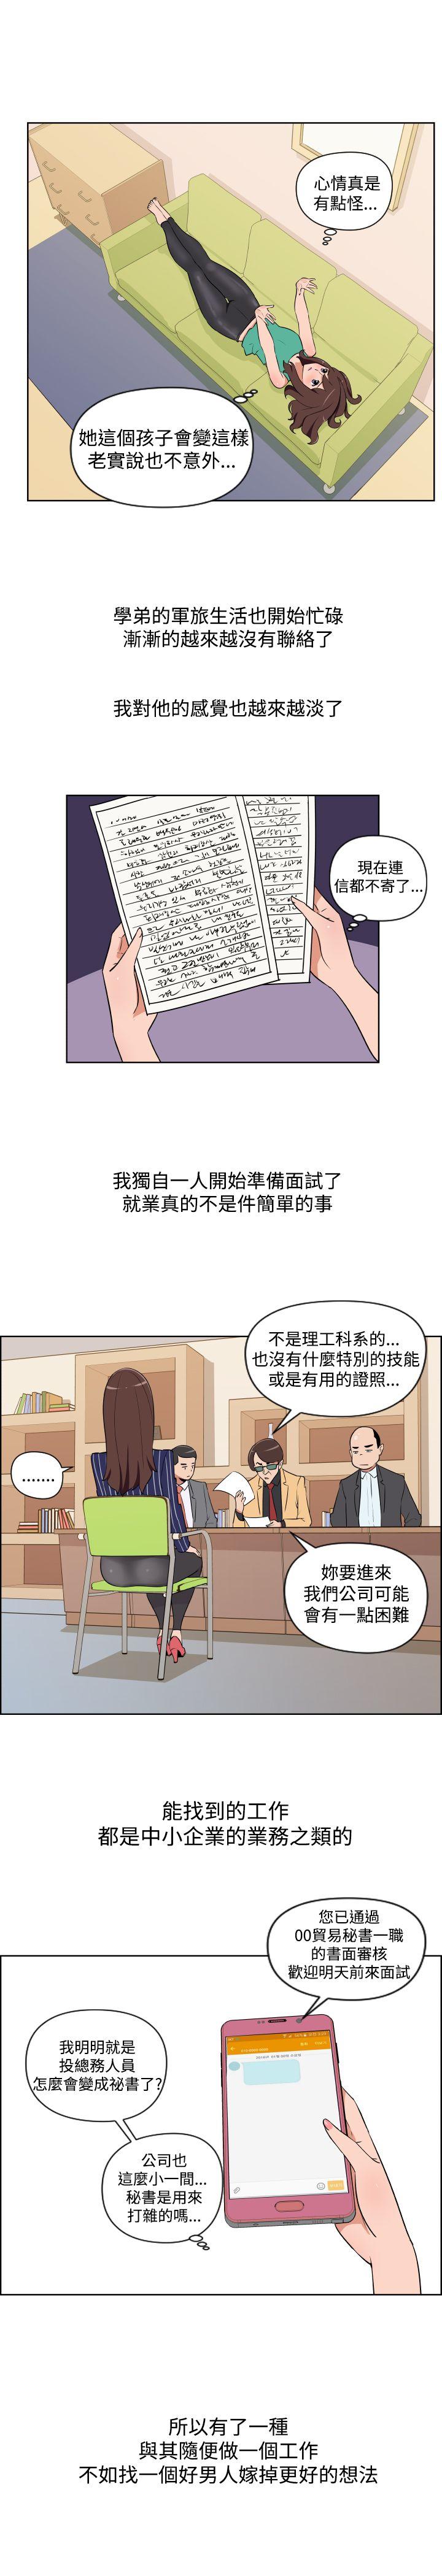 心情真是
有點怪...
她這個孩子會變這樣
老實說也不意外...
學弟的軍旅生活也開始忙碌
漸漸的越來越沒有聯絡了
我對他的感覺也越來越淡了
現在連
信都不寄了...
我獨自一人開始準備面試了
就業真的不是件簡單的事
不是理工科系的...
也沒有什麼特別的技能
或是有用的證照...
........
妳要進來
我們公司可能
會有一點困難
能找到的工作
都是中小企業的業務之類的
您已通過
00貿易秘書一職
的書面審核
歡迎明天前來面試
我明明就是
投總務人員
怎麼會變成祕書了?
公司也
這麼小一間...
秘書是用來
打雜的嗎...
所以有了一種
與其隨便做一個工作
不如找一個好男人嫁掉更好的想法